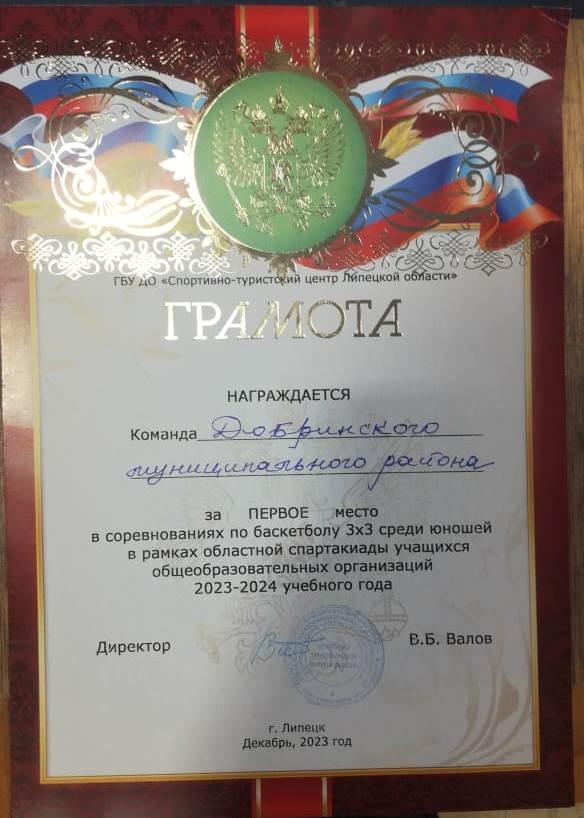 ГБУ ДО «Спортивно-туристский центр Липецкой области»
ГРАМОТА
НАГРАЖДАЕТСЯ
Команда Добринского
муниципального района
за ПЕРВОЕ место
в соревнованиях по баскетболу 3х3 среди юношей
в рамках областной спартакиады учащихся
общеобразовательных организаций
2023-2024 учебного года
Директор В.Б. Валов
г. Липецк
Декабрь, 2023 год